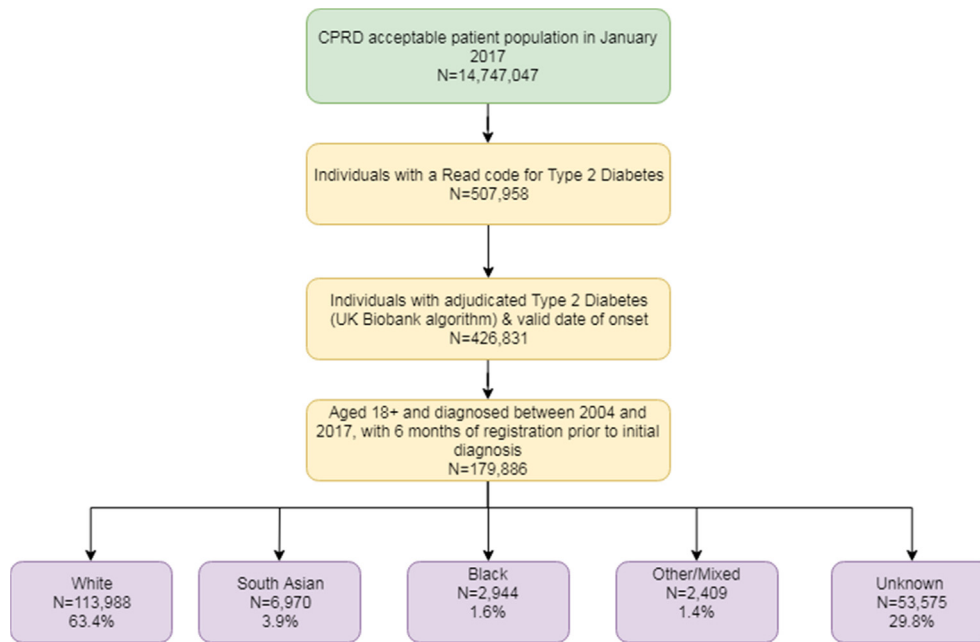 CPRD acceptable patient population in January
2017
N=14,747,047
Individuals with a Read code for Type 2 Diabetes
N=507,958
Individuals with adjudicated Type 2 Diabetes
(UK Biobank algorithm) & valid date of onset
N=426,831
Aged 18+ and diagnosed between 2004 and
2017, with 6 months of registration prior to initial
diagnosis
N=179,886
White
N=113,988
63.4%
South Asian
N=6,970
3.9%
Black
N=2,944
1.6%
Other/Mixed
N=2,409
1.4%
Unknown
N=53,575
29.8%